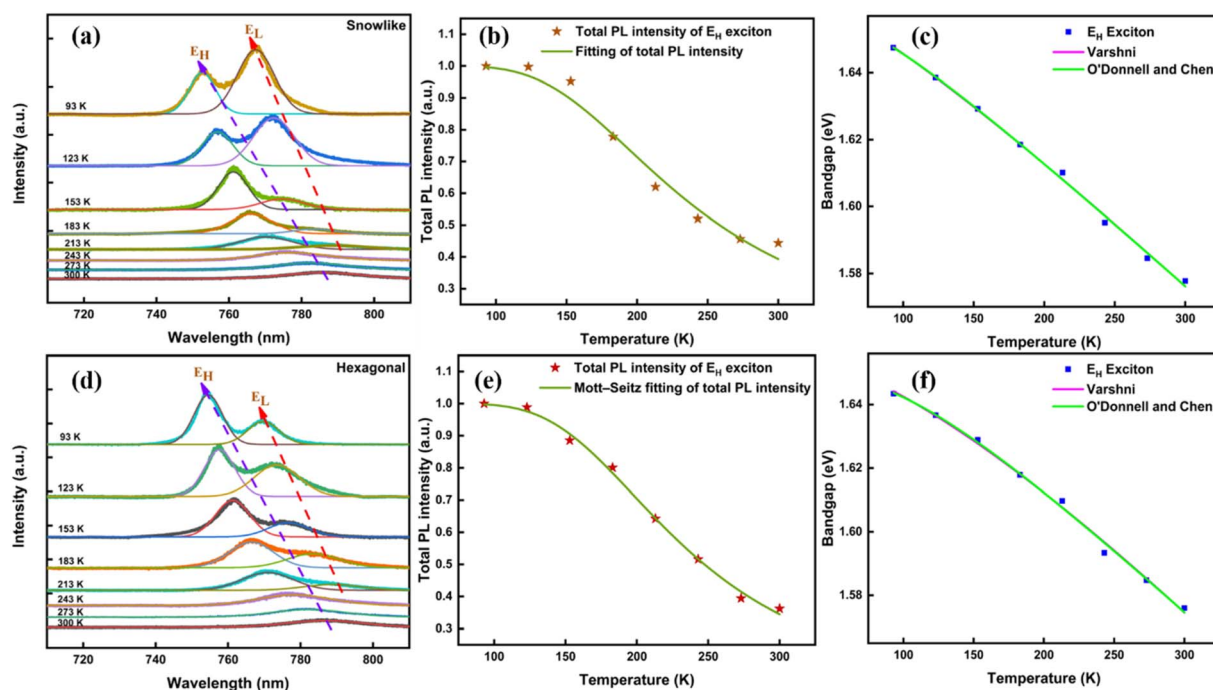 (a)
Snowlike
E_H
E_L
93 K
123 K
153 K
183 K
213 K
243 K
273 K
300 K
Intensity (a.u.)
720 740 760 780 800
Wavelength (nm)
(b)
Total PL intensity of E_H exciton
Fitting of total PL intensity
Total PL intensity (a.u.)
1.1
1.0
0.9
0.8
0.7
0.6
0.5
0.4
0.3
100 150 200 250 300
Temperature (K)
(c)
E_H Exciton
Varshni
O'Donnell and Chen
Bandgap (eV)
1.64
1.62
1.60
1.58
100 150 200 250 300
Temperature (K)
(d)
Hexagonal
E_H
E_L
93 K
123 K
153 K
183 K
213 K
243 K
273 K
300 K
Intensity (a.u.)
720 740 760 780 800
Wavelength (nm)
(e)
Total PL intensity of E_H exciton
Mott–Seitz fitting of total PL intensity
Total PL intensity (a.u.)
1.1
1.0
0.9
0.8
0.7
0.6
0.5
0.4
0.3
100 150 200 250 300
Temperature (K)
(f)
E_H Exciton
Varshni
O'Donnell and Chen
Bandgap (eV)
1.64
1.62
1.60
1.58
100 150 200 250 300
Temperature (K)